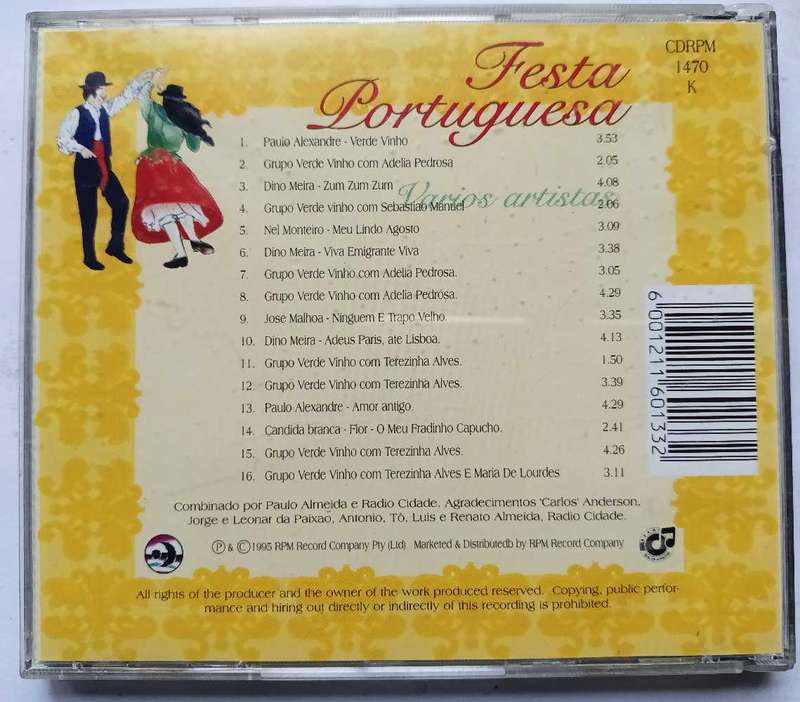 Festa
Portuguesa
Varios artistas
CDRPM
1470
K
1. Paulo Alexandre - Verde Vinho 3.53
2. Grupo Verde Vinho com Adelia Pedrosa 2.05
3. Dino Meira - Zum Zum Zum 4.08
4. Grupo Verde vinho com Sebastiao Manuel 2.06
5. Nel Monteiro - Meu Lindo Agosto 3.09
6. Dino Meira - Viva Emigrante Viva 3.38
7. Grupo Verde Vinho com Adelia Pedrosa. 3.05
8. Grupo Verde Vinho com Adelia Pedrosa. 4.29
9. Jose Malhoa - Ninguem E Trapo Velho. 3.35
10. Dino Meira - Adeus Paris, ate Lisboa. 4.13
11. Grupo Verde Vinho com Terezinha Alves. 1.50
12. Grupo Verde Vinho com Terezinha Alves. 3.39
13. Paulo Alexandre - Amor antigo. 4.29
14. Candida branca - Flor - O Meu Fradinho Capucho. 2.41
15. Grupo Verde Vinho com Terezinha Alves. 4.26
16. Grupo Verde Vinho com Terezinha Alves E Maria De Lourdes 3.11
6 001211 601332
Combinado por Paulo Almeida e Radio Cidade. Agradecimentos 'Carlos' Anderson,
Jorge e Leonar da Paixaõ, Antonio, Tò, Luis e Renato Almeida, Radio Cidade.
Ⓟ & © 1995 RPM Record Company Pty (Ltd) Marketed & Distributedb by RPM Record Company
All rights of the producer and the owner of the work produced reserved. Copying, public perfor-
mance and hiring out directly or indirectly of this recording is prohibited.